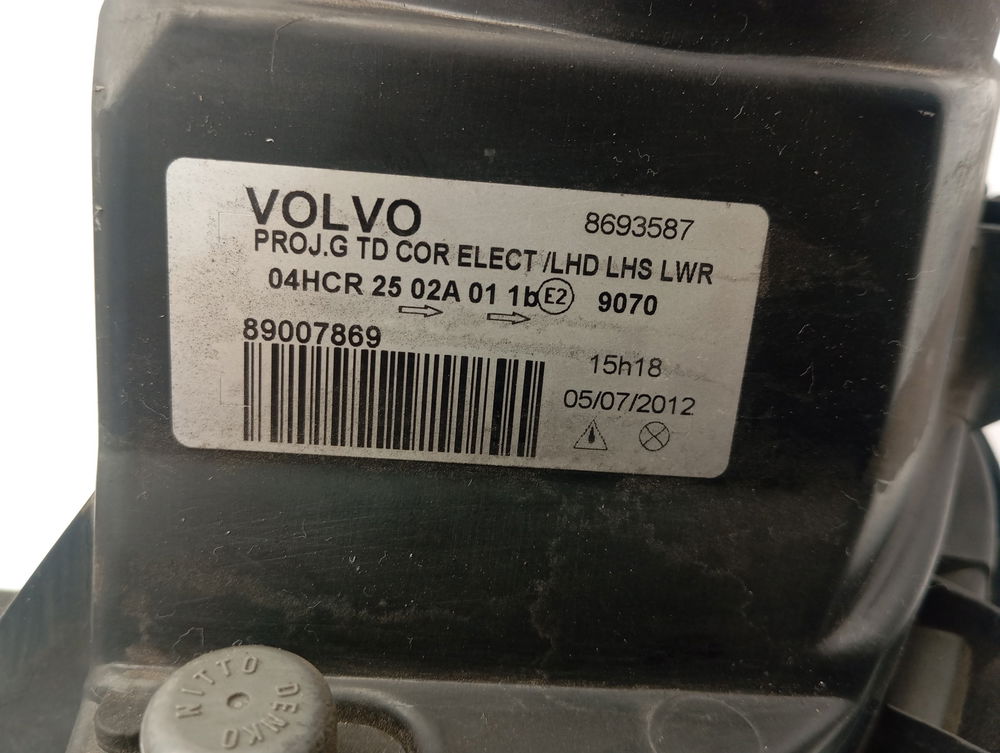 VOLVO 8693587
PROJ.G TD COR ELECT /LHD LHS LWR
04HCR 25 02A 01 1b E2 9070
89007869
15h18
05/07/2012
NITTO DENKO